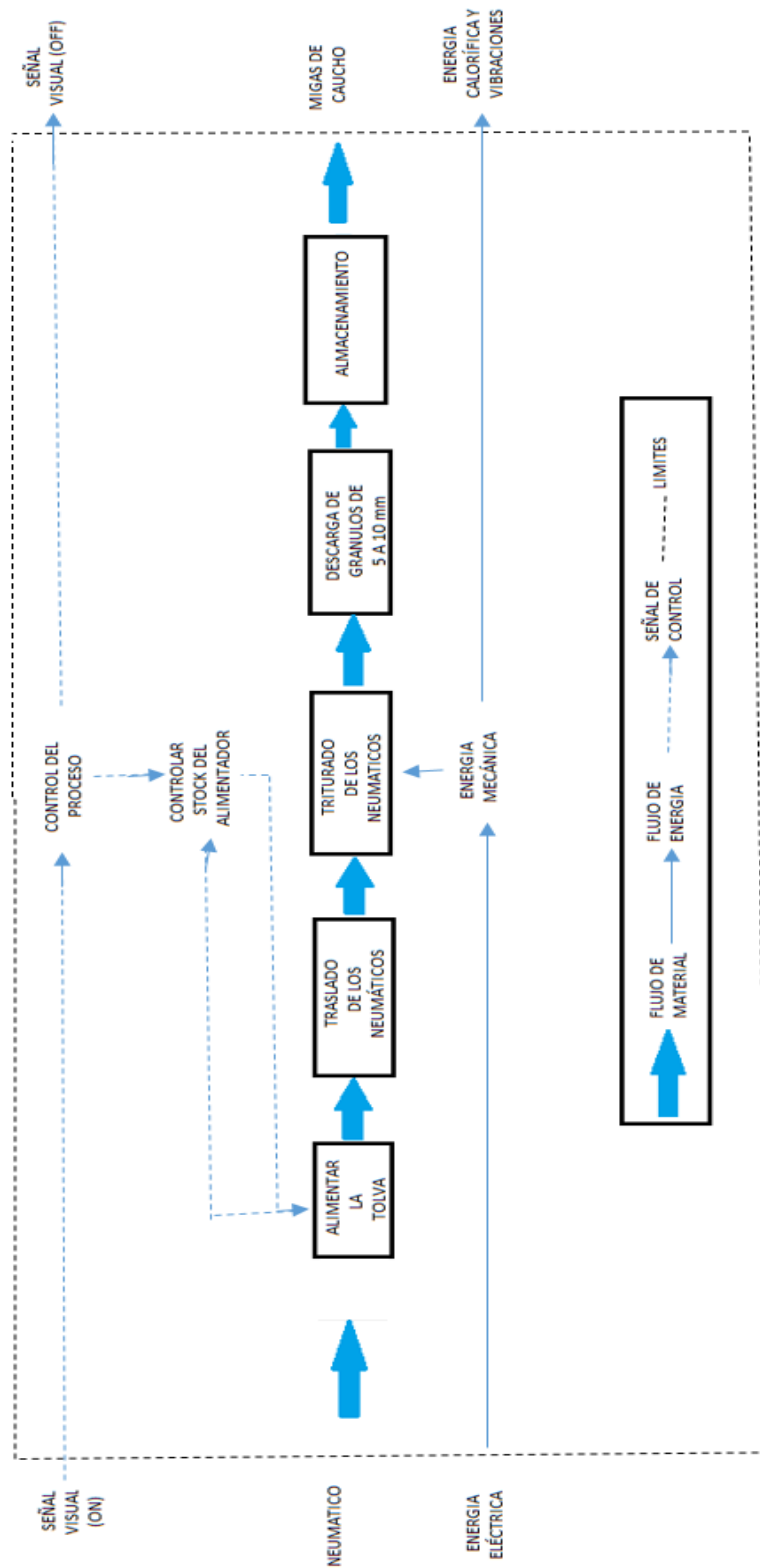 SEÑAL
VISUAL (ON)
CONTROL DEL
PROCESO
SEÑAL
VISUAL (OFF)
CONTROLAR
STOCK DEL
ALIMENTADOR
NEUMATICO
ALIMENTAR
LA
TOLVA
TRASLADO
DE LOS
NEUMÁTICOS
TRITURADO
DE LOS
NEUMATICOS
DESCARGA DE
GRANULOS DE
5 A 10 mm
ALMACENAMIENTO
MIGAS DE
CAUCHO
ENERGIA
ELÉCTRICA
ENERGIA
MECÁNICA
ENERGIA
CALORÍFICA Y
VIBRACIONES
FLUJO DE
MATERIAL
FLUJO DE
ENERGIA
SEÑAL DE
CONTROL
LIMITES